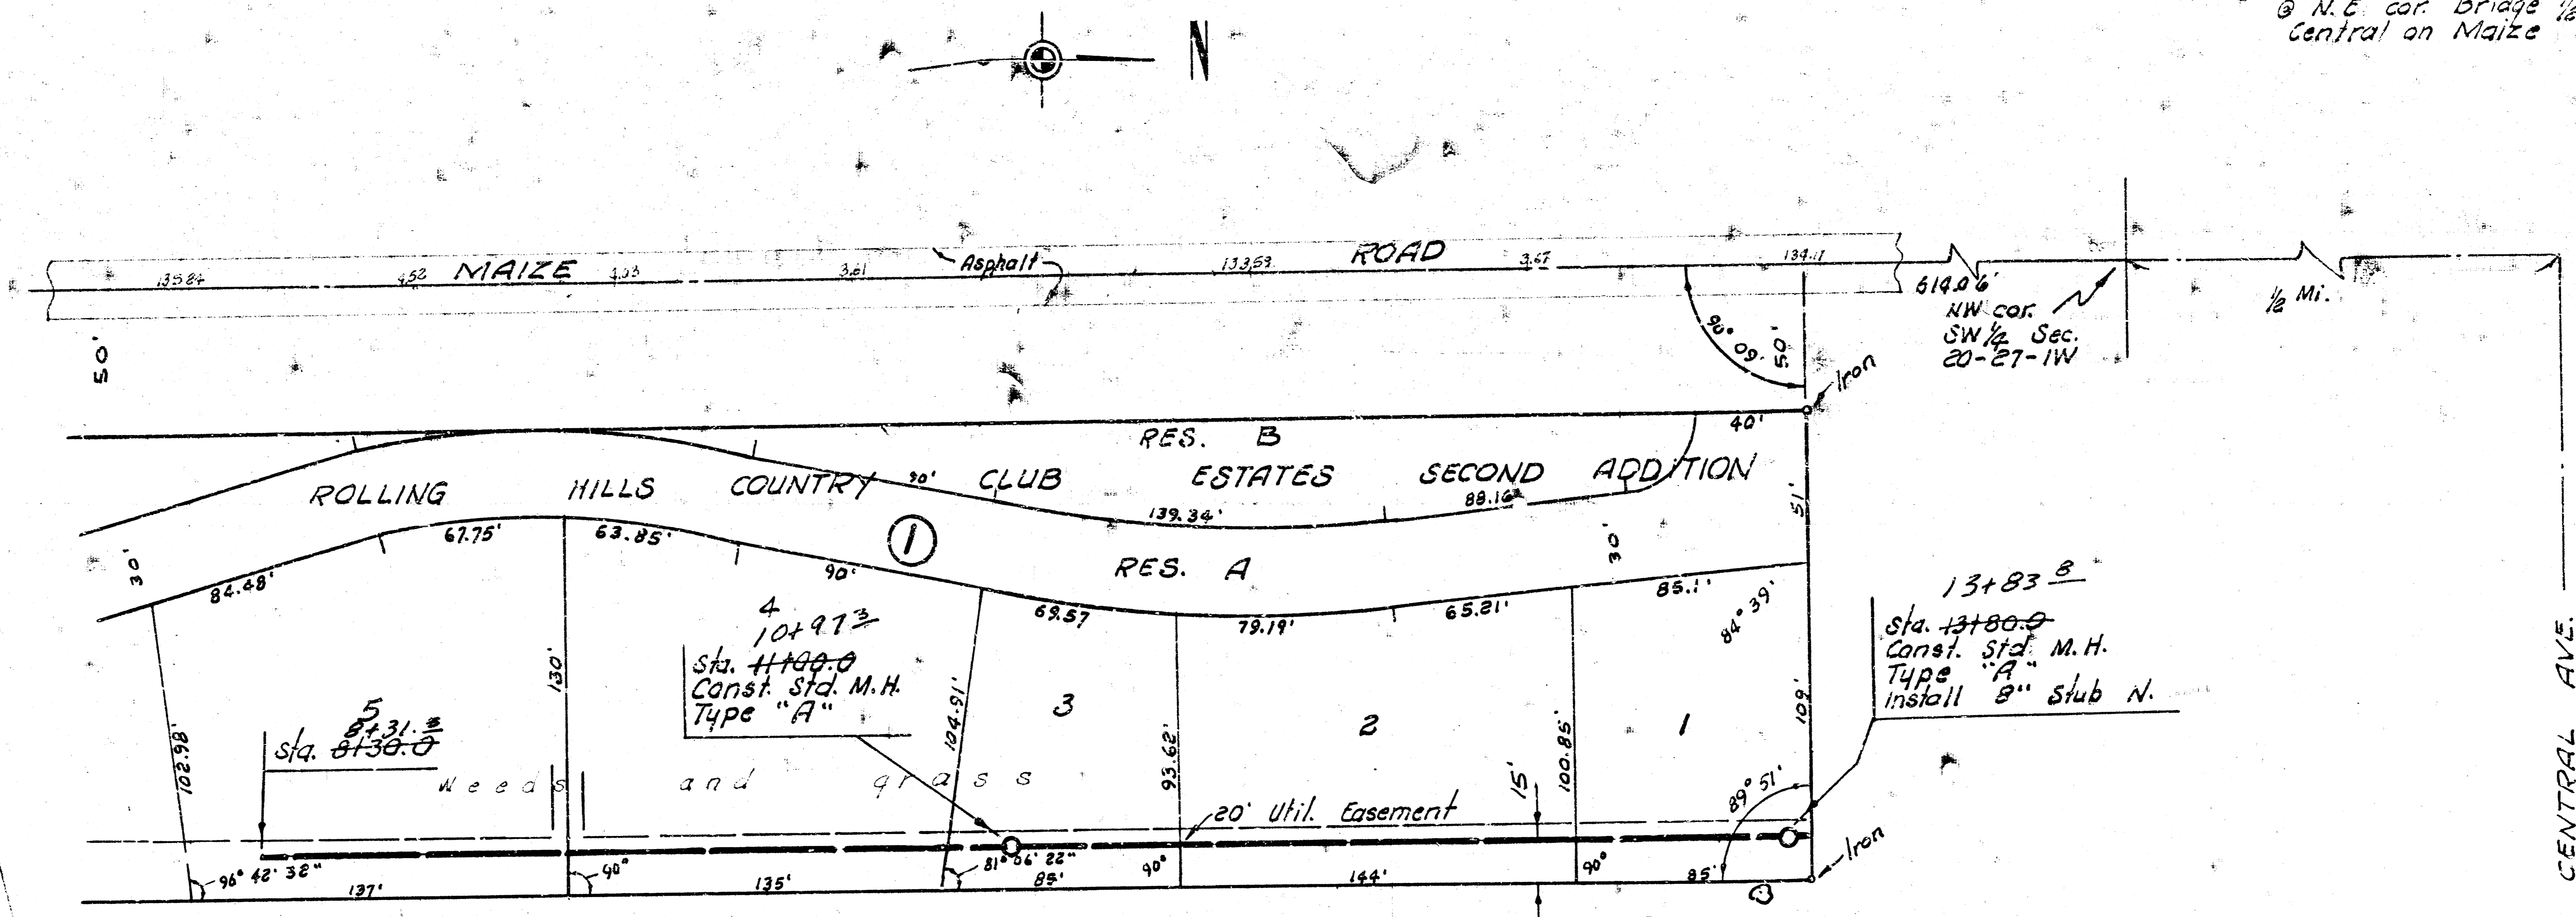 @ N.E. cor. Bridge 1/2
Central on Maize
N
MAIZE ROAD
135.84 4.52 4.03 3.61 133.59 3.67 134.11
Asphalt
614.06'
NW cor.
SW 1/4 Sec.
20-27-1W
1/2 Mi.
50'
90° 09'
50'
Iron
40'
RES. B
ROLLING HILLS COUNTRY CLUB ESTATES SECOND ADDITION
90'
139.34'
88.16'
51'
30'
84.48'
67.75'
63.85'
90'
1
RES. A
30'
69.57
79.19'
65.21'
85.1'
84° 39'
13+83 8
Sta. 13+80.0
Const. Std. M.H.
Type "A"
Install 8" Stub N.
4
10+97 3
Sta. 11+00.0
Const. Std. M.H.
Type "A"
5
8+31.3
Sta. 8+30.0
102.98'
130'
104.91'
3
93.62'
2
100.85'
1
109'
Weeds and grass
20' Util. Easement
15'
89° 51'
Iron
96° 42' 32"
137'
90°
135'
81° 56' 22"
85'
90°
144'
90°
85'
CENTRAL AVE.